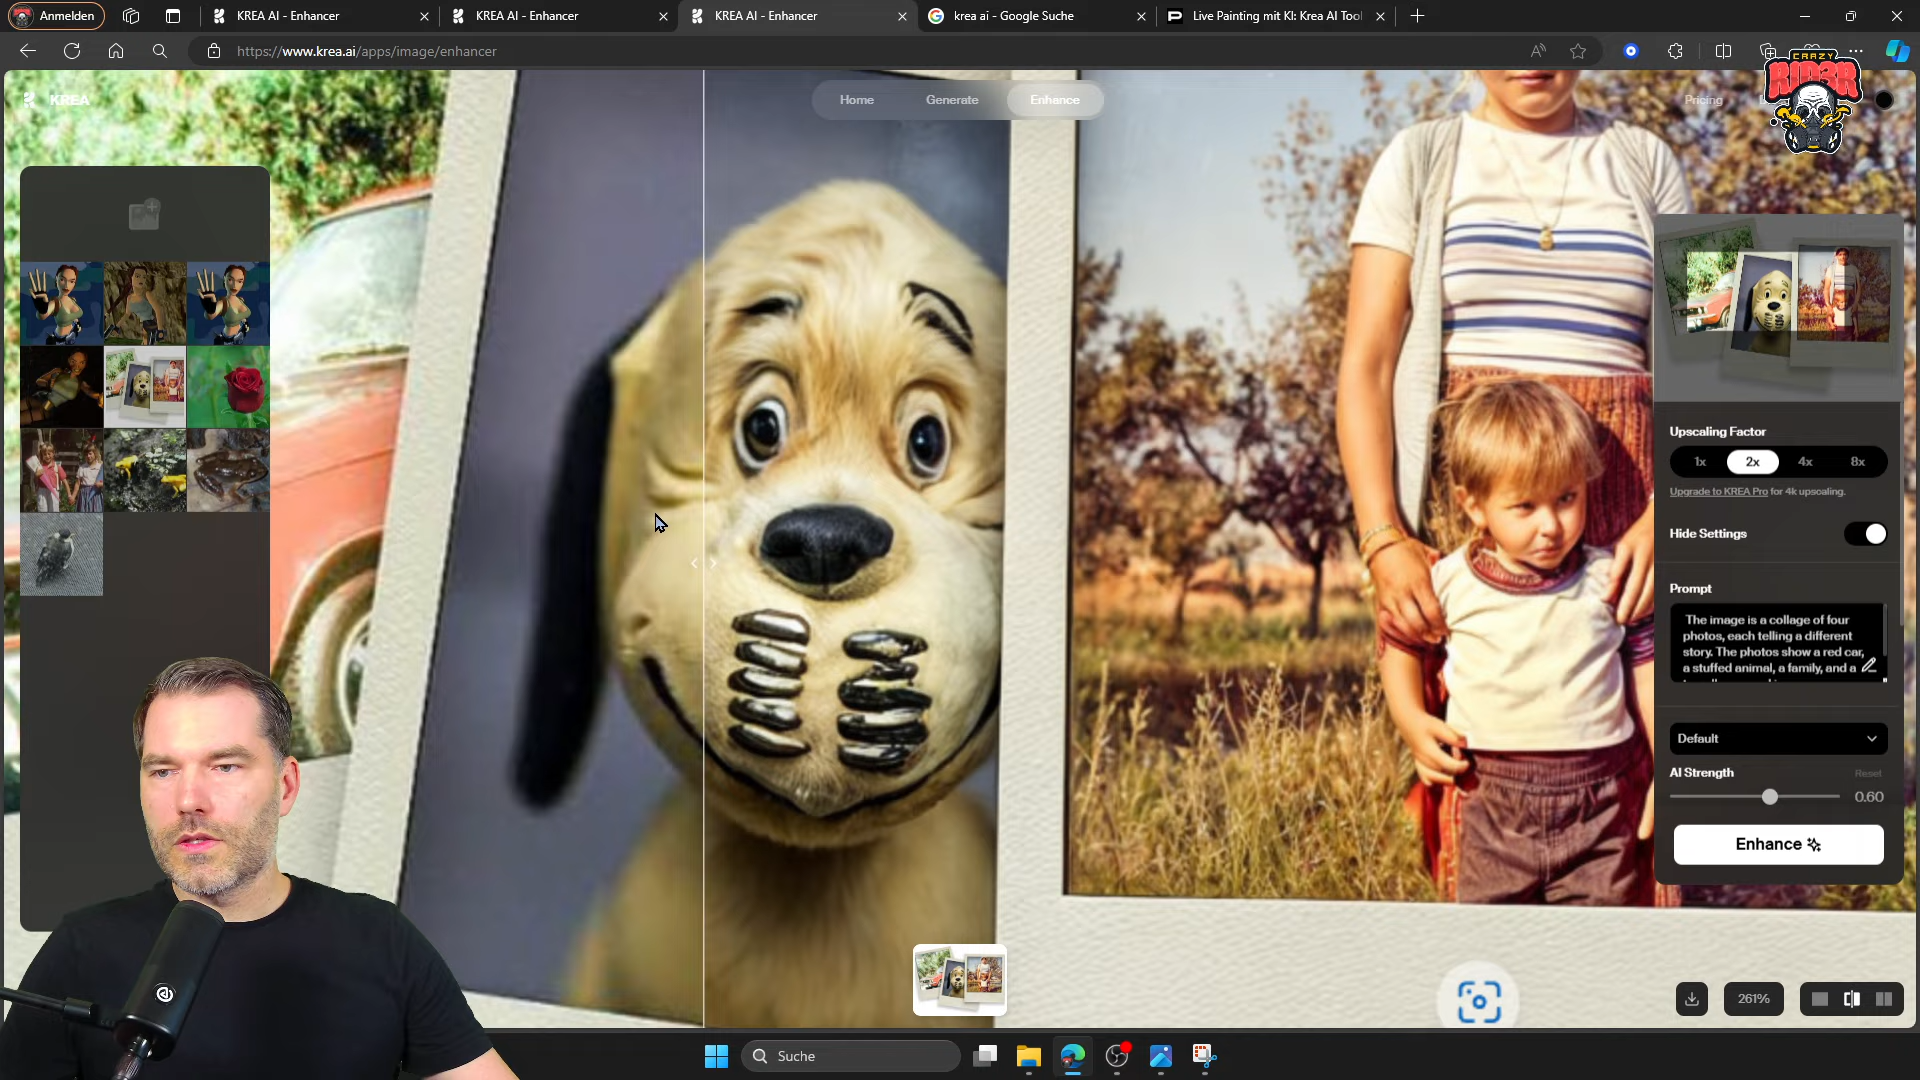 Anmelden
KREA AI - Enhancer
KREA AI - Enhancer
KREA AI - Enhancer
krea ai - Google Suche
Live Painting mit KI: Krea AI Tool
https://www.krea.ai/apps/image/enhancer
CRAZY
RID3R
KREA
Home
Generate
Enhance
Pricing
Upscaling Factor
1x
2x
4x
8x
Upgrade to KREA Pro for 4k upscaling.
Hide Settings
Prompt
The image is a collage of four
photos, each telling a different
story. The photos show a red car,
a stuffed animal, a family, and a
Default
AI Strength
Reset
0.60
Enhance
261%
Suche